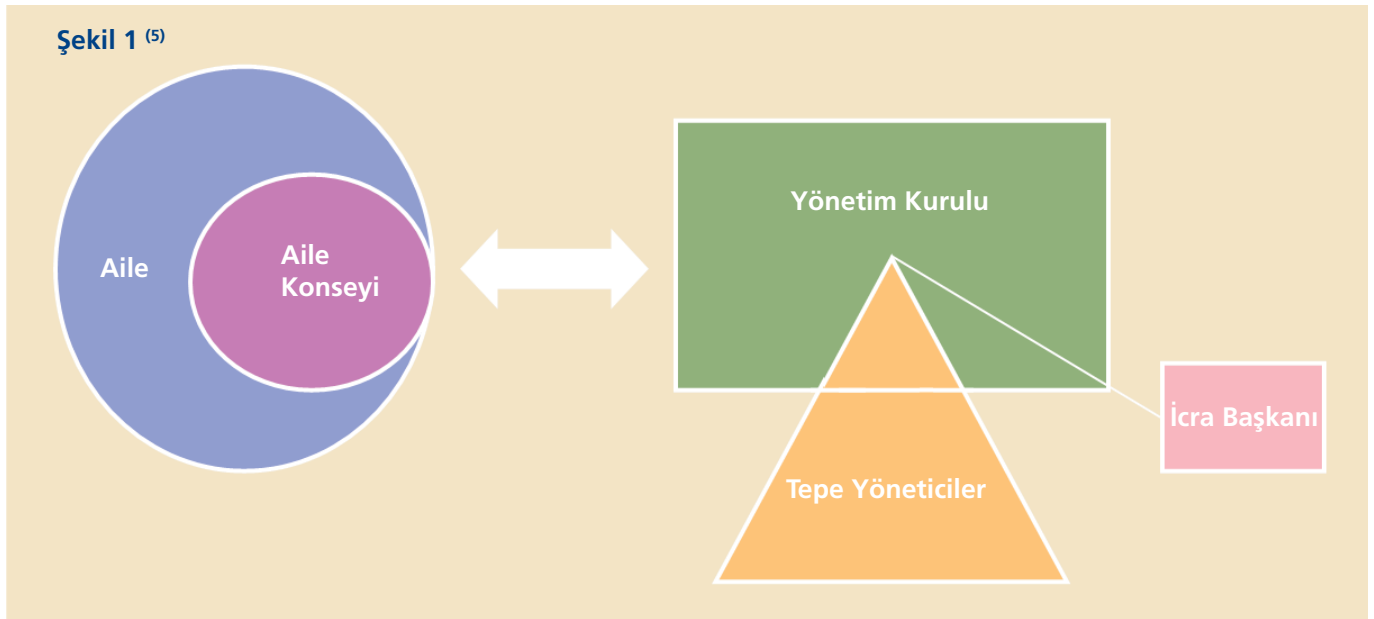 Şekil 1 (5)
Aile
Aile
Konseyi
Yönetim Kurulu
İcra Başkanı
Tepe Yöneticiler